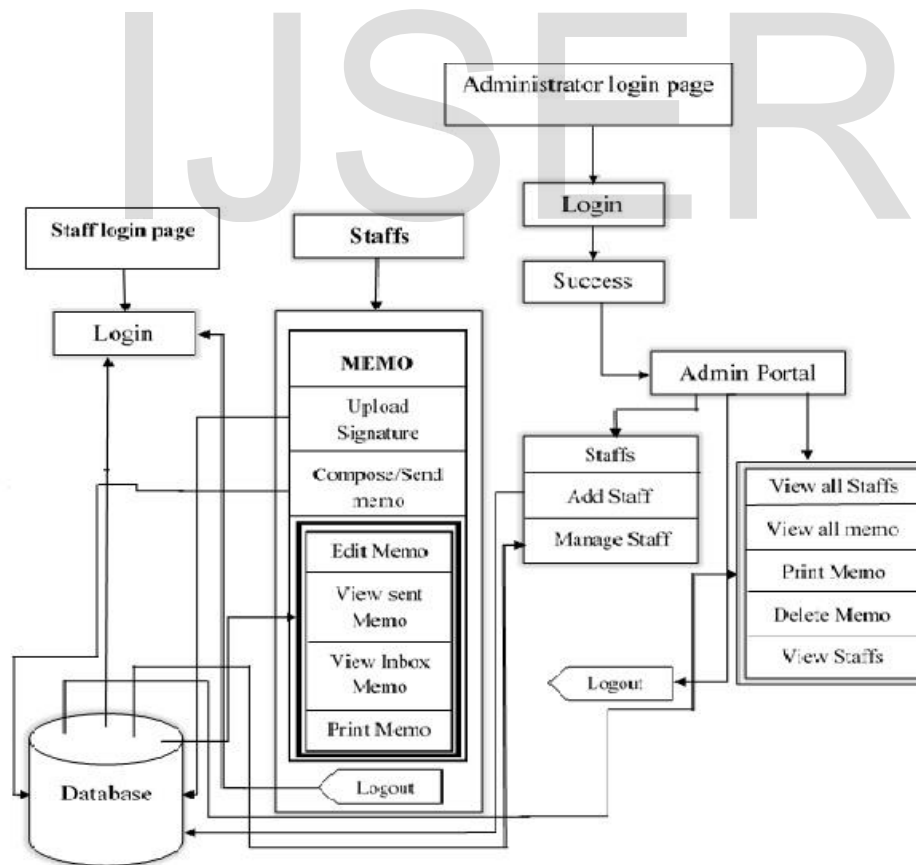 IJSER
Administrator login page
Login
Success
Admin Portal
Staff login page
Login
Staffs
MEMO
Upload
Signature
Compose/Send
memo
Edit Memo
View sent
Memo
View Inbox
Memo
Print Memo
Logout
Staffs
Add Staff
Manage Staff
View all Staffs
View all memo
Print Memo
Delete Memo
View Staffs
Logout
Database